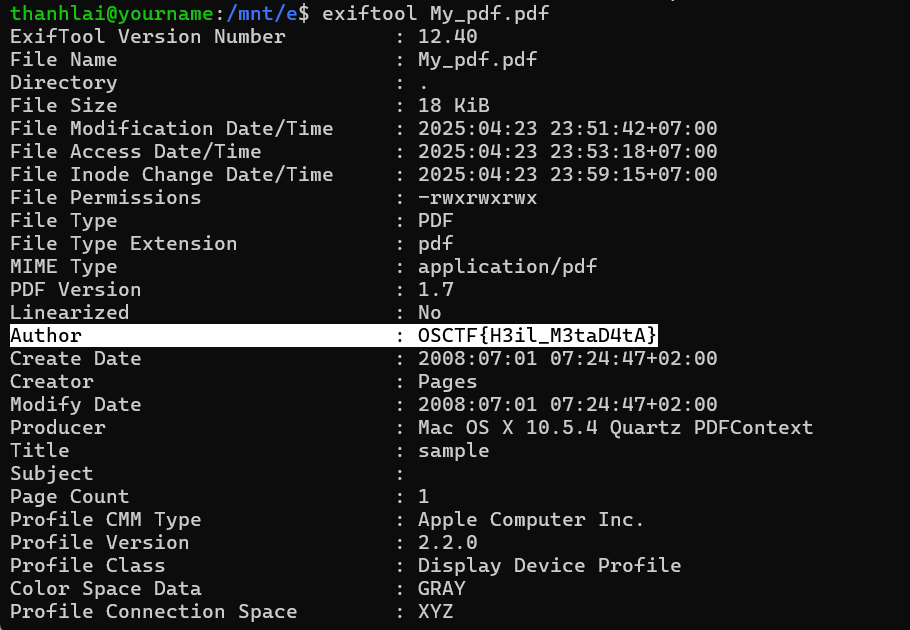 thanhlai@yourname:/mnt/e$ exiftool My_pdf.pdf
ExifTool Version Number : 12.40
File Name : My_pdf.pdf
Directory : .
File Size : 18 KiB
File Modification Date/Time : 2025:04:23 23:51:42+07:00
File Access Date/Time : 2025:04:23 23:53:18+07:00
File Inode Change Date/Time : 2025:04:23 23:59:15+07:00
File Permissions : -rwxrwxrwx
File Type : PDF
File Type Extension : pdf
MIME Type : application/pdf
PDF Version : 1.7
Linearized : No
Author : OSCTF{H3il_M3taD4tA}
Create Date : 2008:07:01 07:24:47+02:00
Creator : Pages
Modify Date : 2008:07:01 07:24:47+02:00
Producer : Mac OS X 10.5.4 Quartz PDFContext
Title : sample
Subject :
Page Count : 1
Profile CMM Type : Apple Computer Inc.
Profile Version : 2.2.0
Profile Class : Display Device Profile
Color Space Data : GRAY
Profile Connection Space : XYZ